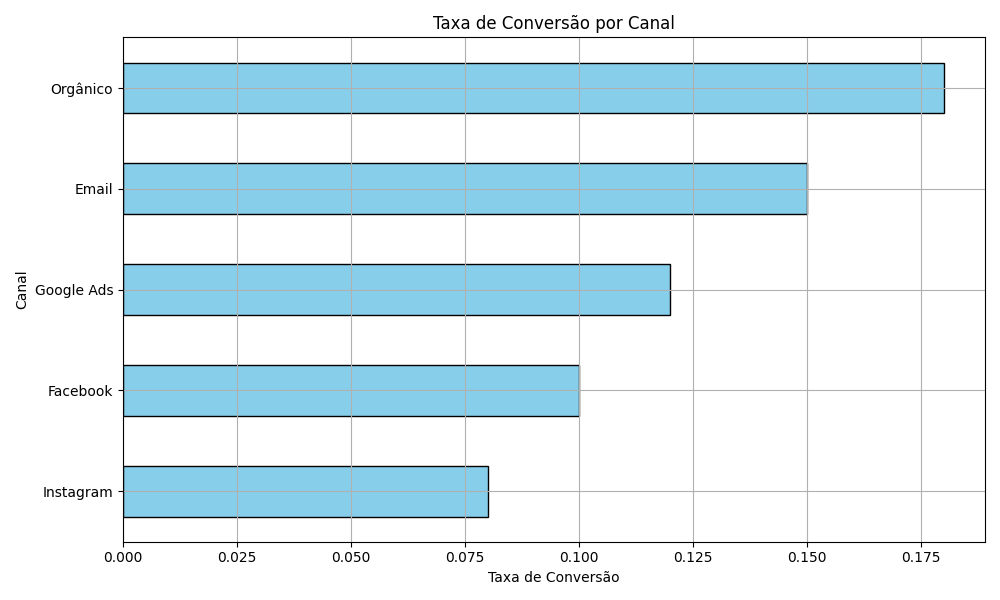 Taxa de Conversão por Canal
Canal
Orgânico
Email
Google Ads
Facebook
Instagram
0.000 0.025 0.050 0.075 0.100 0.125 0.150 0.175
Taxa de Conversão